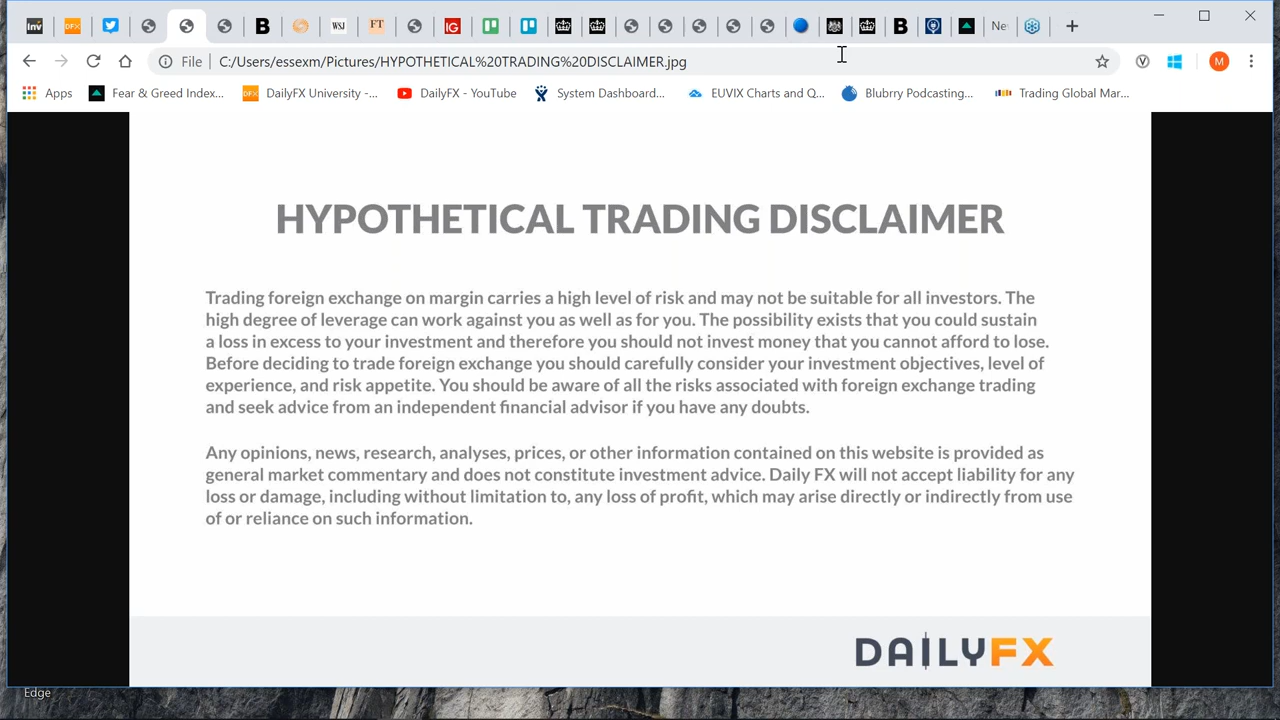 Inv DFX B WSJ FT IG B Ne
File C:/Users/essexm/Pictures/HYPOTHETICAL%20TRADING%20DISCLAIMER.jpg V M
Apps Fear & Greed Index... DFX DailyFX University -... DailyFX - YouTube System Dashboard... EUVIX Charts and Q... Blubrry Podcasting... Trading Global Mar...
HYPOTHETICAL TRADING DISCLAIMER
Trading foreign exchange on margin carries a high level of risk and may not be suitable for all investors. The
high degree of leverage can work against you as well as for you. The possibility exists that you could sustain
a loss in excess to your investment and therefore you should not invest money that you cannot afford to lose.
Before deciding to trade foreign exchange you should carefully consider your investment objectives, level of
experience, and risk appetite. You should be aware of all the risks associated with foreign exchange trading
and seek advice from an independent financial advisor if you have any doubts.
Any opinions, news, research, analyses, prices, or other information contained on this website is provided as
general market commentary and does not constitute investment advice. Daily FX will not accept liability for any
loss or damage, including without limitation to, any loss of profit, which may arise directly or indirectly from use
of or reliance on such information.
DAILYFX
Edge